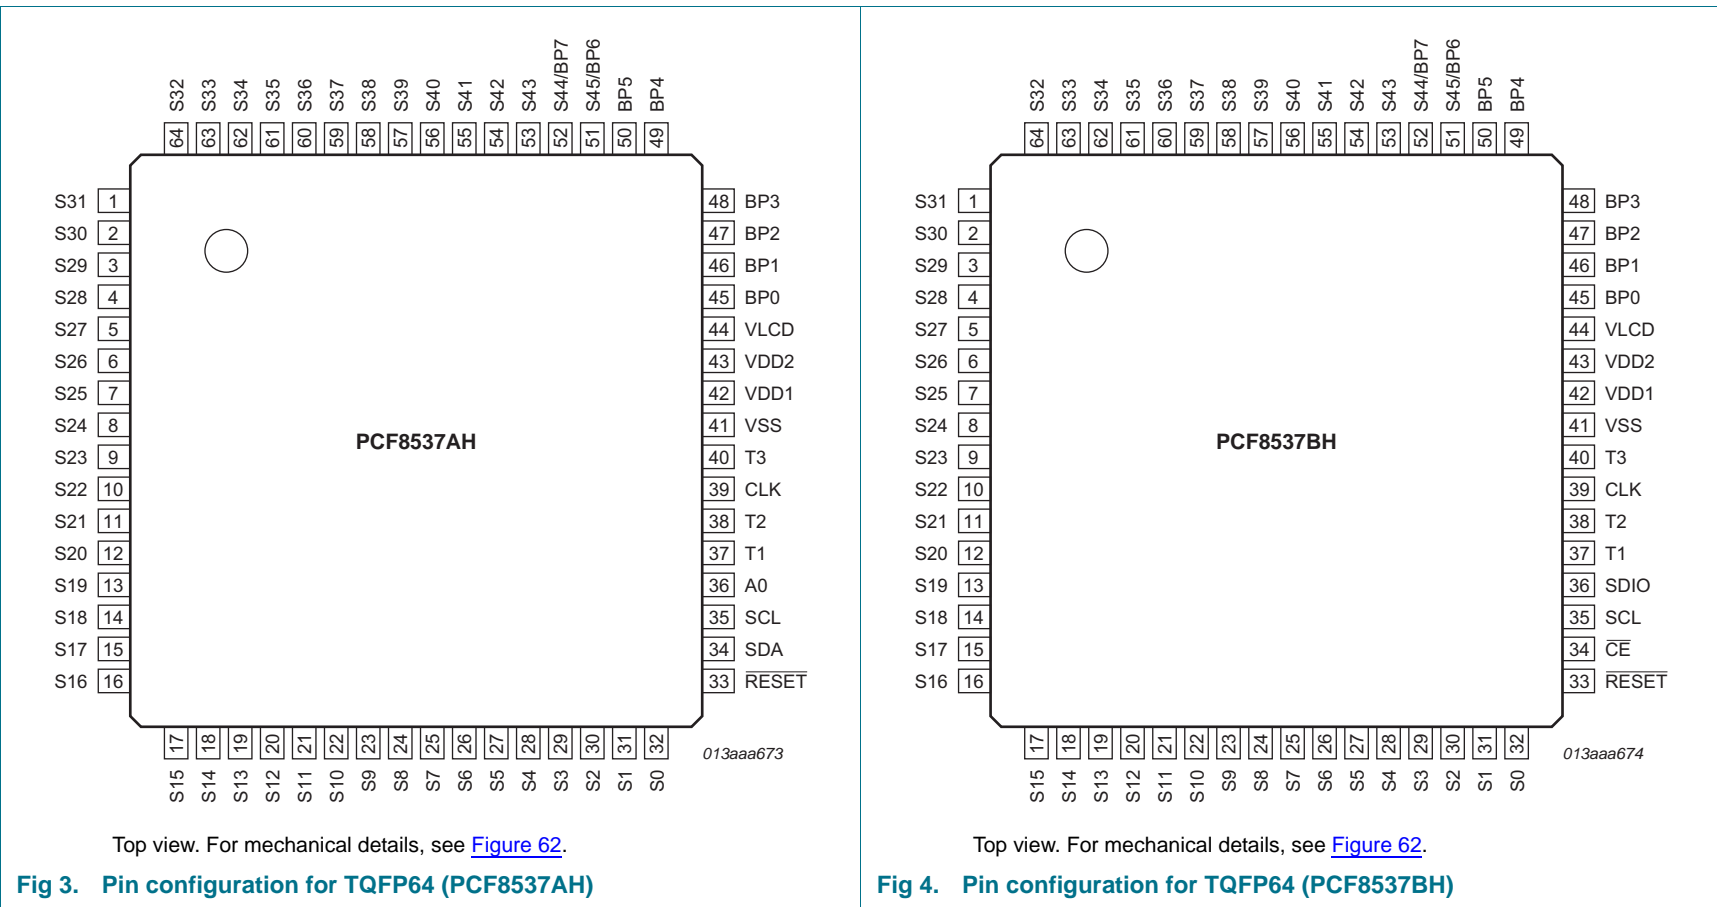 S32 S33 S34 S35 S36 S37 S38 S39 S40 S41 S42 S43 S44/BP7 S45/BP6 BP5 BP4
64 63 62 61 60 59 58 57 56 55 54 53 52 51 50 49
S31 1 48 BP3
S30 2 47 BP2
S29 3 46 BP1
S28 4 45 BP0
S27 5 44 VLCD
S26 6 43 VDD2
S25 7 42 VDD1
S24 8 41 VSS
PCF8537AH
S23 9 40 T3
S22 10 39 CLK
S21 11 38 T2
S20 12 37 T1
S19 13 36 A0
S18 14 35 SCL
S17 15 34 SDA
S16 16 33 RESET
17 18 19 20 21 22 23 24 25 26 27 28 29 30 31 32
013aaa673
S15 S14 S13 S12 S11 S10 S9 S8 S7 S6 S5 S4 S3 S2 S1 S0
Top view. For mechanical details, see Figure 62.
Fig 3. Pin configuration for TQFP64 (PCF8537AH)
S32 S33 S34 S35 S36 S37 S38 S39 S40 S41 S42 S43 S44/BP7 S45/BP6 BP5 BP4
64 63 62 61 60 59 58 57 56 55 54 53 52 51 50 49
S31 1 48 BP3
S30 2 47 BP2
S29 3 46 BP1
S28 4 45 BP0
S27 5 44 VLCD
S26 6 43 VDD2
S25 7 42 VDD1
S24 8 41 VSS
PCF8537BH
S23 9 40 T3
S22 10 39 CLK
S21 11 38 T2
S20 12 37 T1
S19 13 36 SDIO
S18 14 35 SCL
S17 15 34 CE
S16 16 33 RESET
17 18 19 20 21 22 23 24 25 26 27 28 29 30 31 32
013aaa674
S15 S14 S13 S12 S11 S10 S9 S8 S7 S6 S5 S4 S3 S2 S1 S0
Top view. For mechanical details, see Figure 62.
Fig 4. Pin configuration for TQFP64 (PCF8537BH)